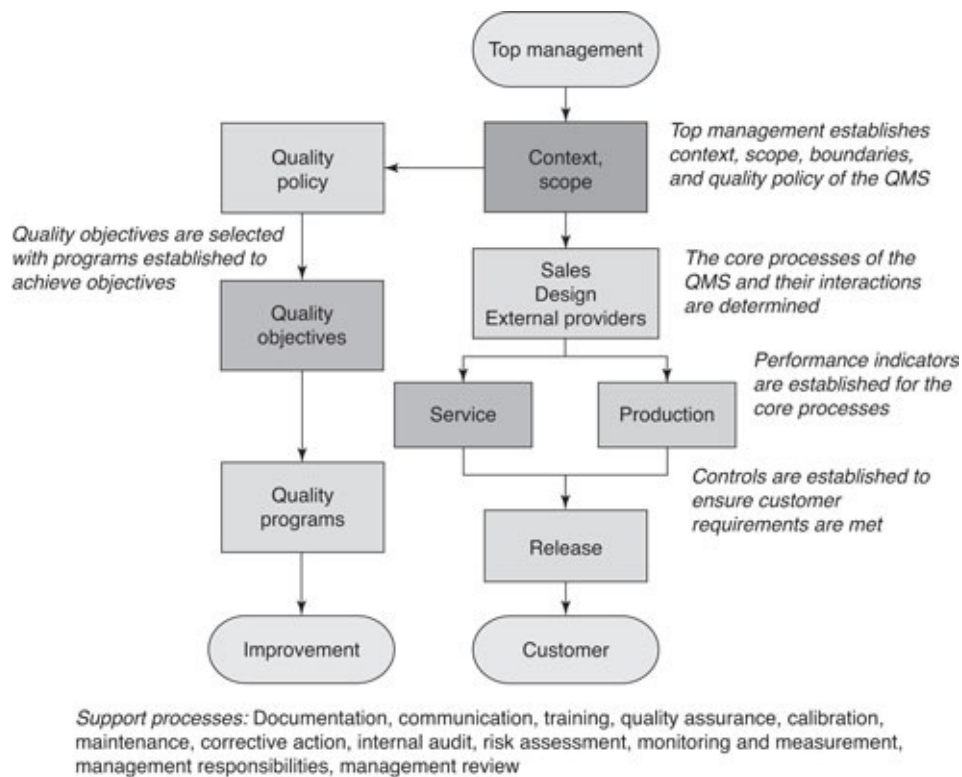 Top management
Quality
policy
Context,
scope
Top management establishes
context, scope, boundaries,
and quality policy of the QMS
Quality objectives are selected
with programs established to
achieve objectives
Sales
Design
External providers
The core processes of the
QMS and their interactions
are determined
Quality
objectives
Service
Production
Performance indicators
are established for the
core processes
Quality
programs
Controls are established to
ensure customer
requirements are met
Release
Improvement
Customer
Support processes: Documentation, communication, training, quality assurance, calibration,
maintenance, corrective action, internal audit, risk assessment, monitoring and measurement,
management responsibilities, management review